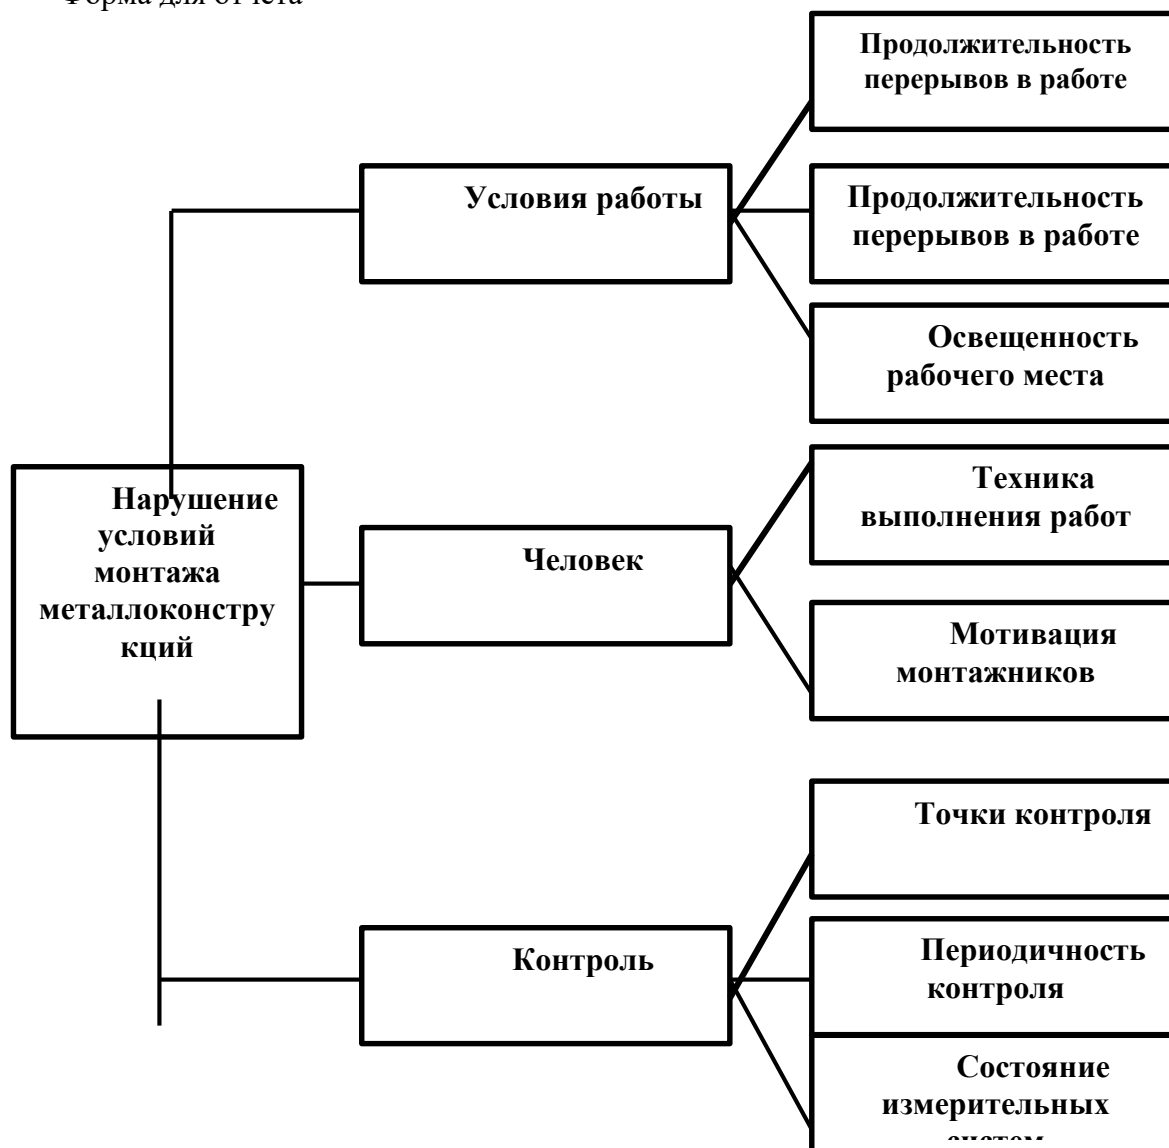 Форма для отчета
Продолжительность
перерывов в работе
Условия работы
Продолжительность
перерывов в работе
Освещенность
рабочего места
Нарушение
условий
монтажа
металлоконстру
кций
Человек
Техника
выполнения работ
Мотивация
монтажников
Точки контроля
Контроль
Периодичность
контроля
Состояние
измерительных
систем